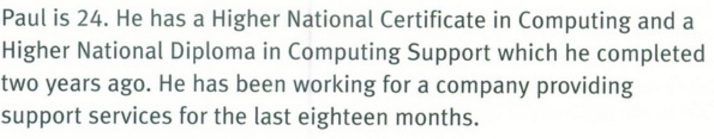 Paul is 24. He has a Higher National Certificate in Computing and a
Higher National Diploma in Computing Support which he completed
two years ago. He has been working for a company providing
support services for the last eighteen months.